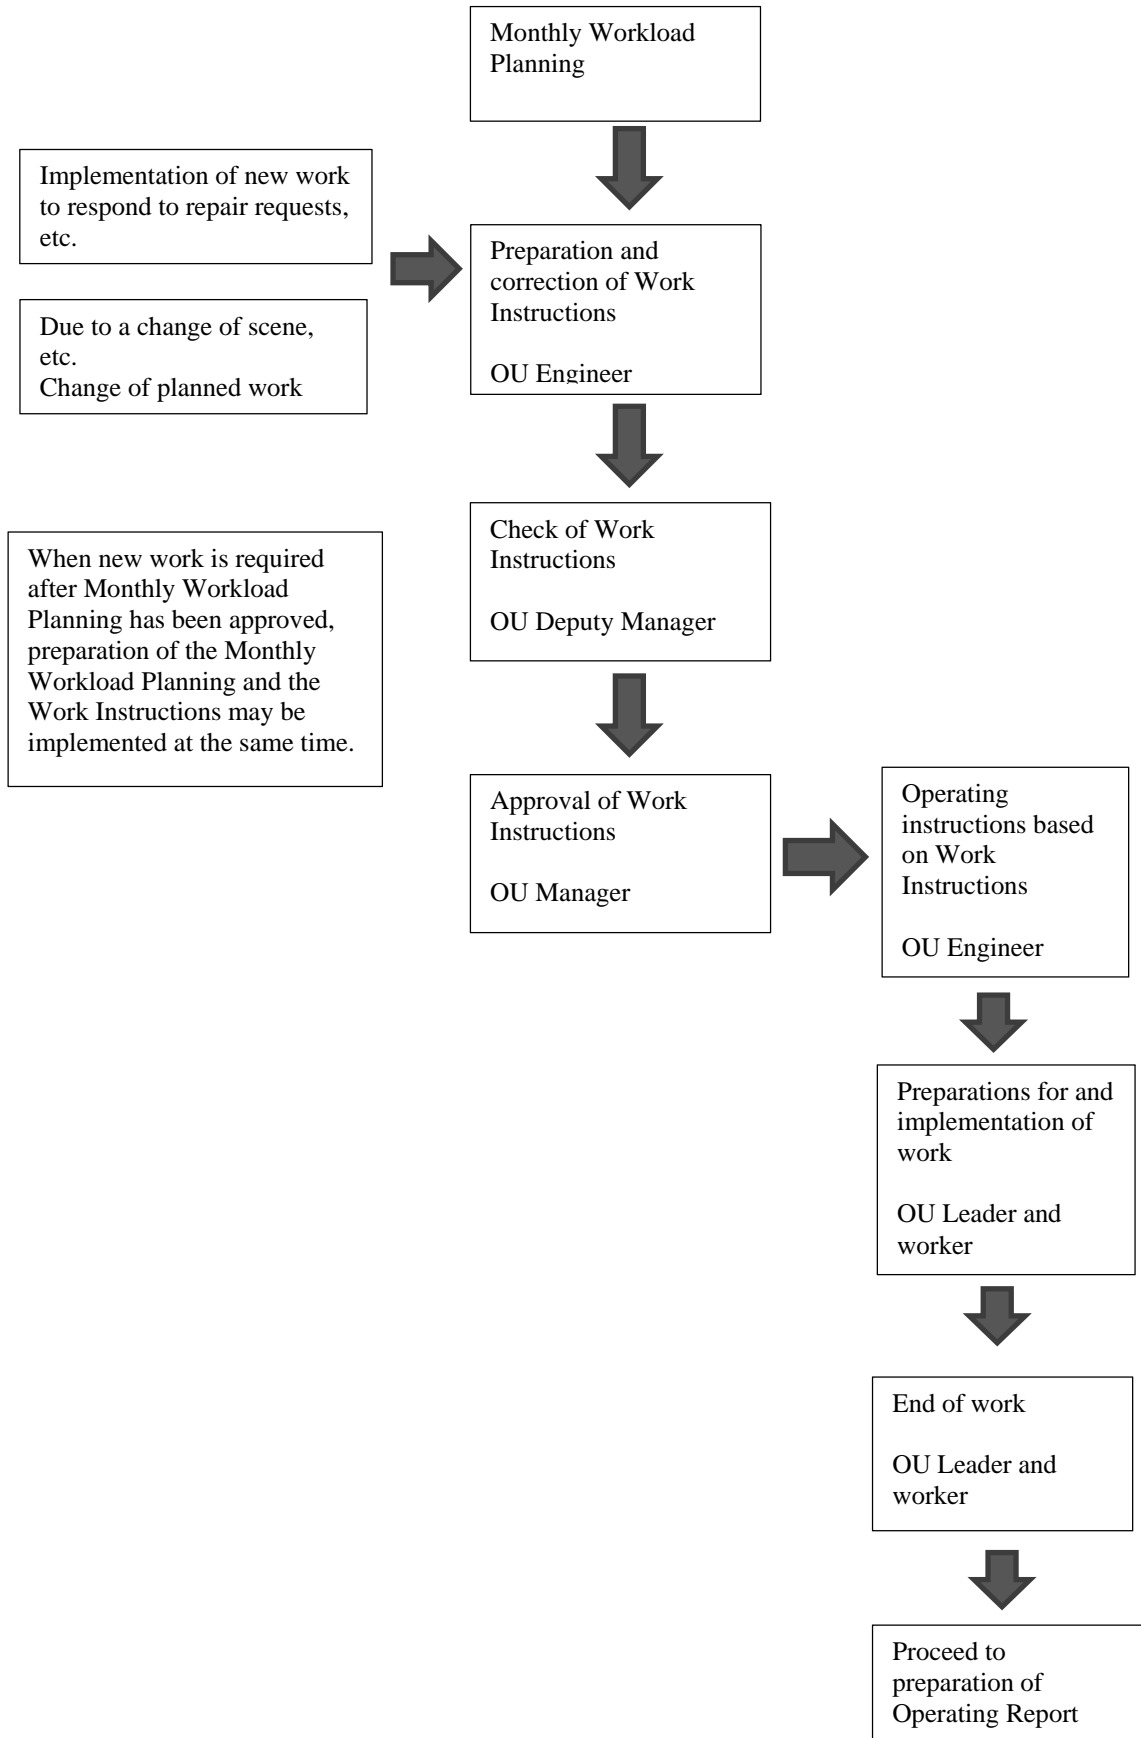 Monthly Workload
Planning
Implementation of new work
to respond to repair requests,
etc.
Due to a change of scene,
etc.
Change of planned work
Preparation and
correction of Work
Instructions
OU Engineer
Check of Work
Instructions
OU Deputy Manager
When new work is required
after Monthly Workload
Planning has been approved,
preparation of the Monthly
Workload Planning and the
Work Instructions may be
implemented at the same time.
Approval of Work
Instructions
OU Manager
Operating
instructions based
on Work
Instructions
OU Engineer
Preparations for and
implementation of
work
OU Leader and
worker
End of work
OU Leader and
worker
Proceed to
preparation of
Operating Report